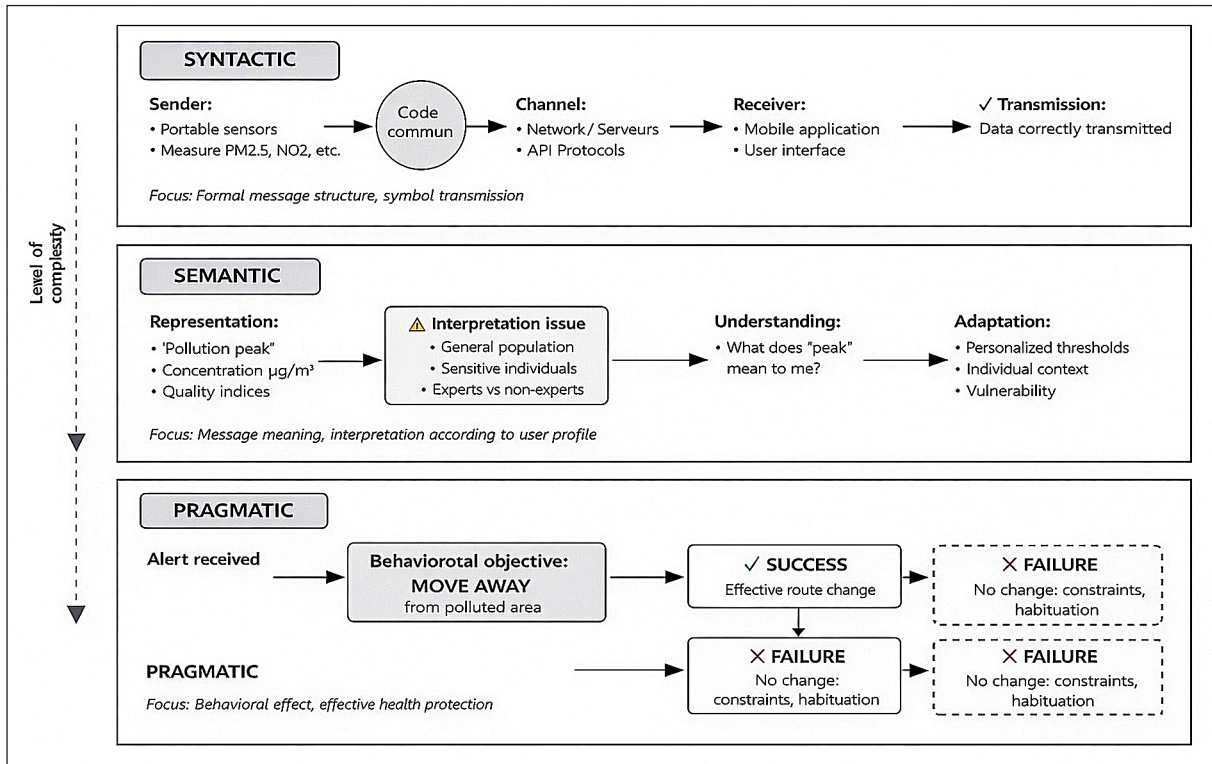 SYNTACTIC
Sender:
• Portable sensors
• Measure PM2.5, NO2, etc.
Code
commun
Channel:
• Network / Serveurs
• API Protocols
Receiver:
• Mobile application
• User interface
✓ Transmission:
Data correctly transmitted
Focus: Formal message structure, symbol transmission
Lewel of
complexity
SEMANTIC
Representation:
• 'Pollution peak"
• Concentration µg/m³
• Quality indices
⚠ Interpretation issue
• General population
• Sensitive individuals
• Experts vs non-experts
Understanding:
• What does "peak"
mean to me?
Adaptation:
• Personalized thresholds
• Individual context
• Vulnerability
Focus: Message meaning, interpretation according to user profile
PRAGMATIC
Alert received
Behaviorotal objective:
MOVE AWAY
from polluted area
✓ SUCCESS
Effective route change
✕ FAILURE
No change: constraints,
habituation
PRAGMATIC
✕ FAILURE
No change:
constraints, habituation
✕ FAILURE
No change: constraints,
habituation
Focus: Behavioral effect, effective health protection